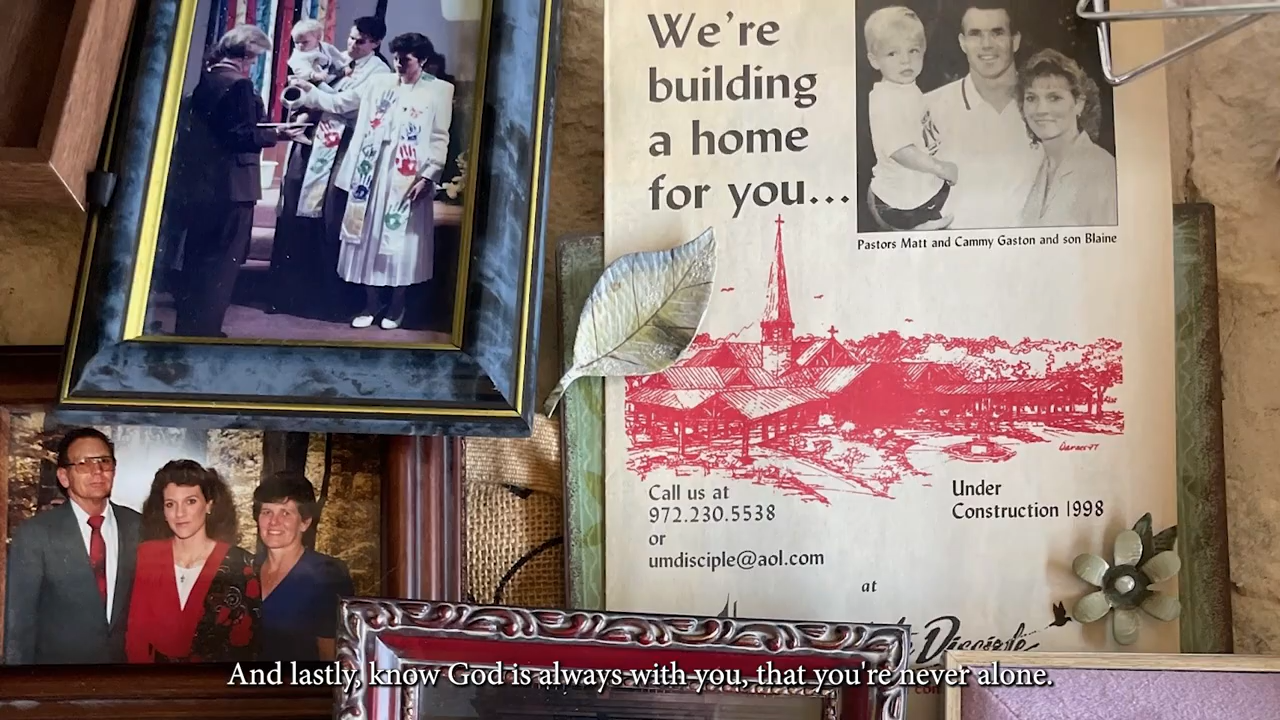 We're
building
a home
for you...
Pastors Matt and Cammy Gaston and son Blaine
Call us at
972.230.5538
or
umdisciple@aol.com
Under
Construction 1998
at
Disciple
And lastly, know God is always with you, that you're never alone.